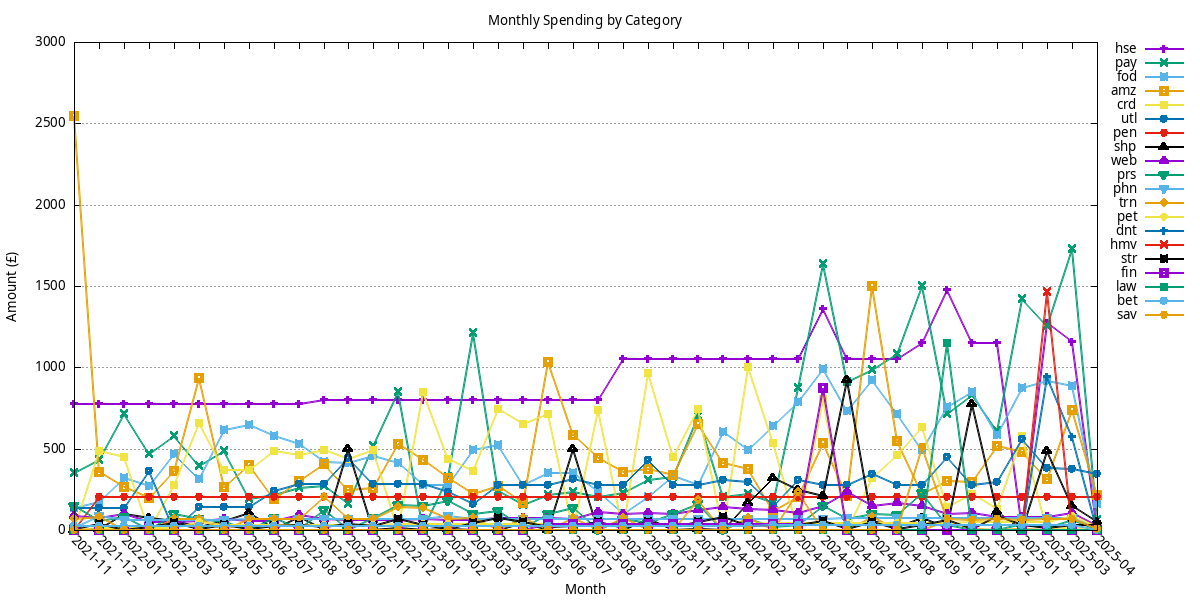 Monthly Spending by Category
3000
2500
2000
1500
1000
500
0
Amount (£)
2021-11
2021-12
2022-01
2022-02
2022-03
2022-04
2022-05
2022-06
2022-07
2022-08
2022-09
2022-10
2022-11
2022-12
2023-01
2023-02
2023-03
2023-04
2023-05
2023-06
2023-07
2023-08
2023-09
2023-10
2023-11
2023-12
2024-01
2024-02
2024-03
2024-04
2024-05
2024-06
2024-07
2024-08
2024-09
2024-10
2024-11
2024-12
2025-01
2025-02
2025-03
2025-04
Month
hse
pay
fod
amz
crd
utl
pen
shp
web
prs
phn
trn
pet
dnt
hmv
str
fin
law
bet
sav